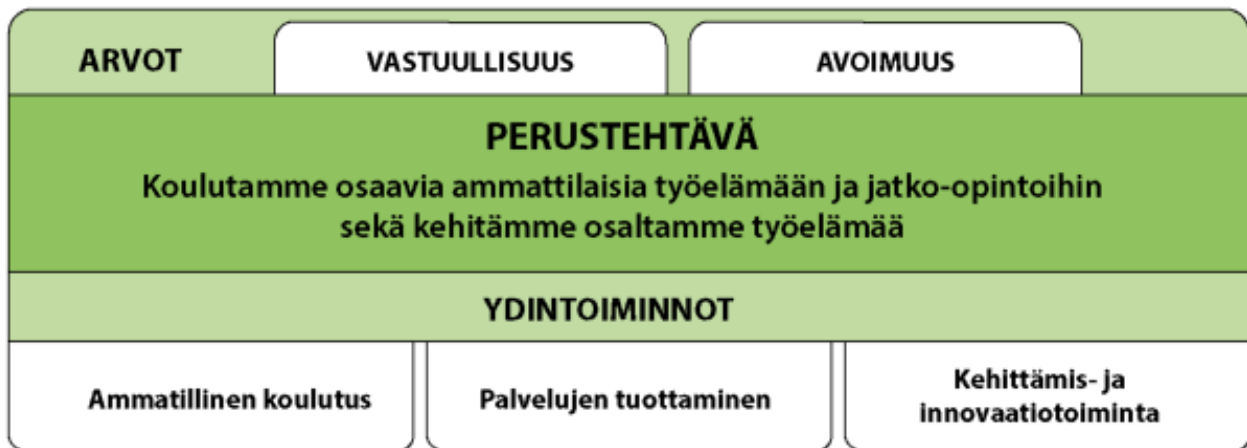 ARVOT
VASTUULLISUUS
AVOIMUUS
PERUSTEHTÄVÄ
Koulutamme osaavia ammattilaisia työelämään ja jatko-opintoihin
sekä kehitämme osaltamme työelämää
YDINTOIMINNOT
Ammatillinen koulutus
Palvelujen tuottaminen
Kehittämis- ja
innovaatiotoiminta